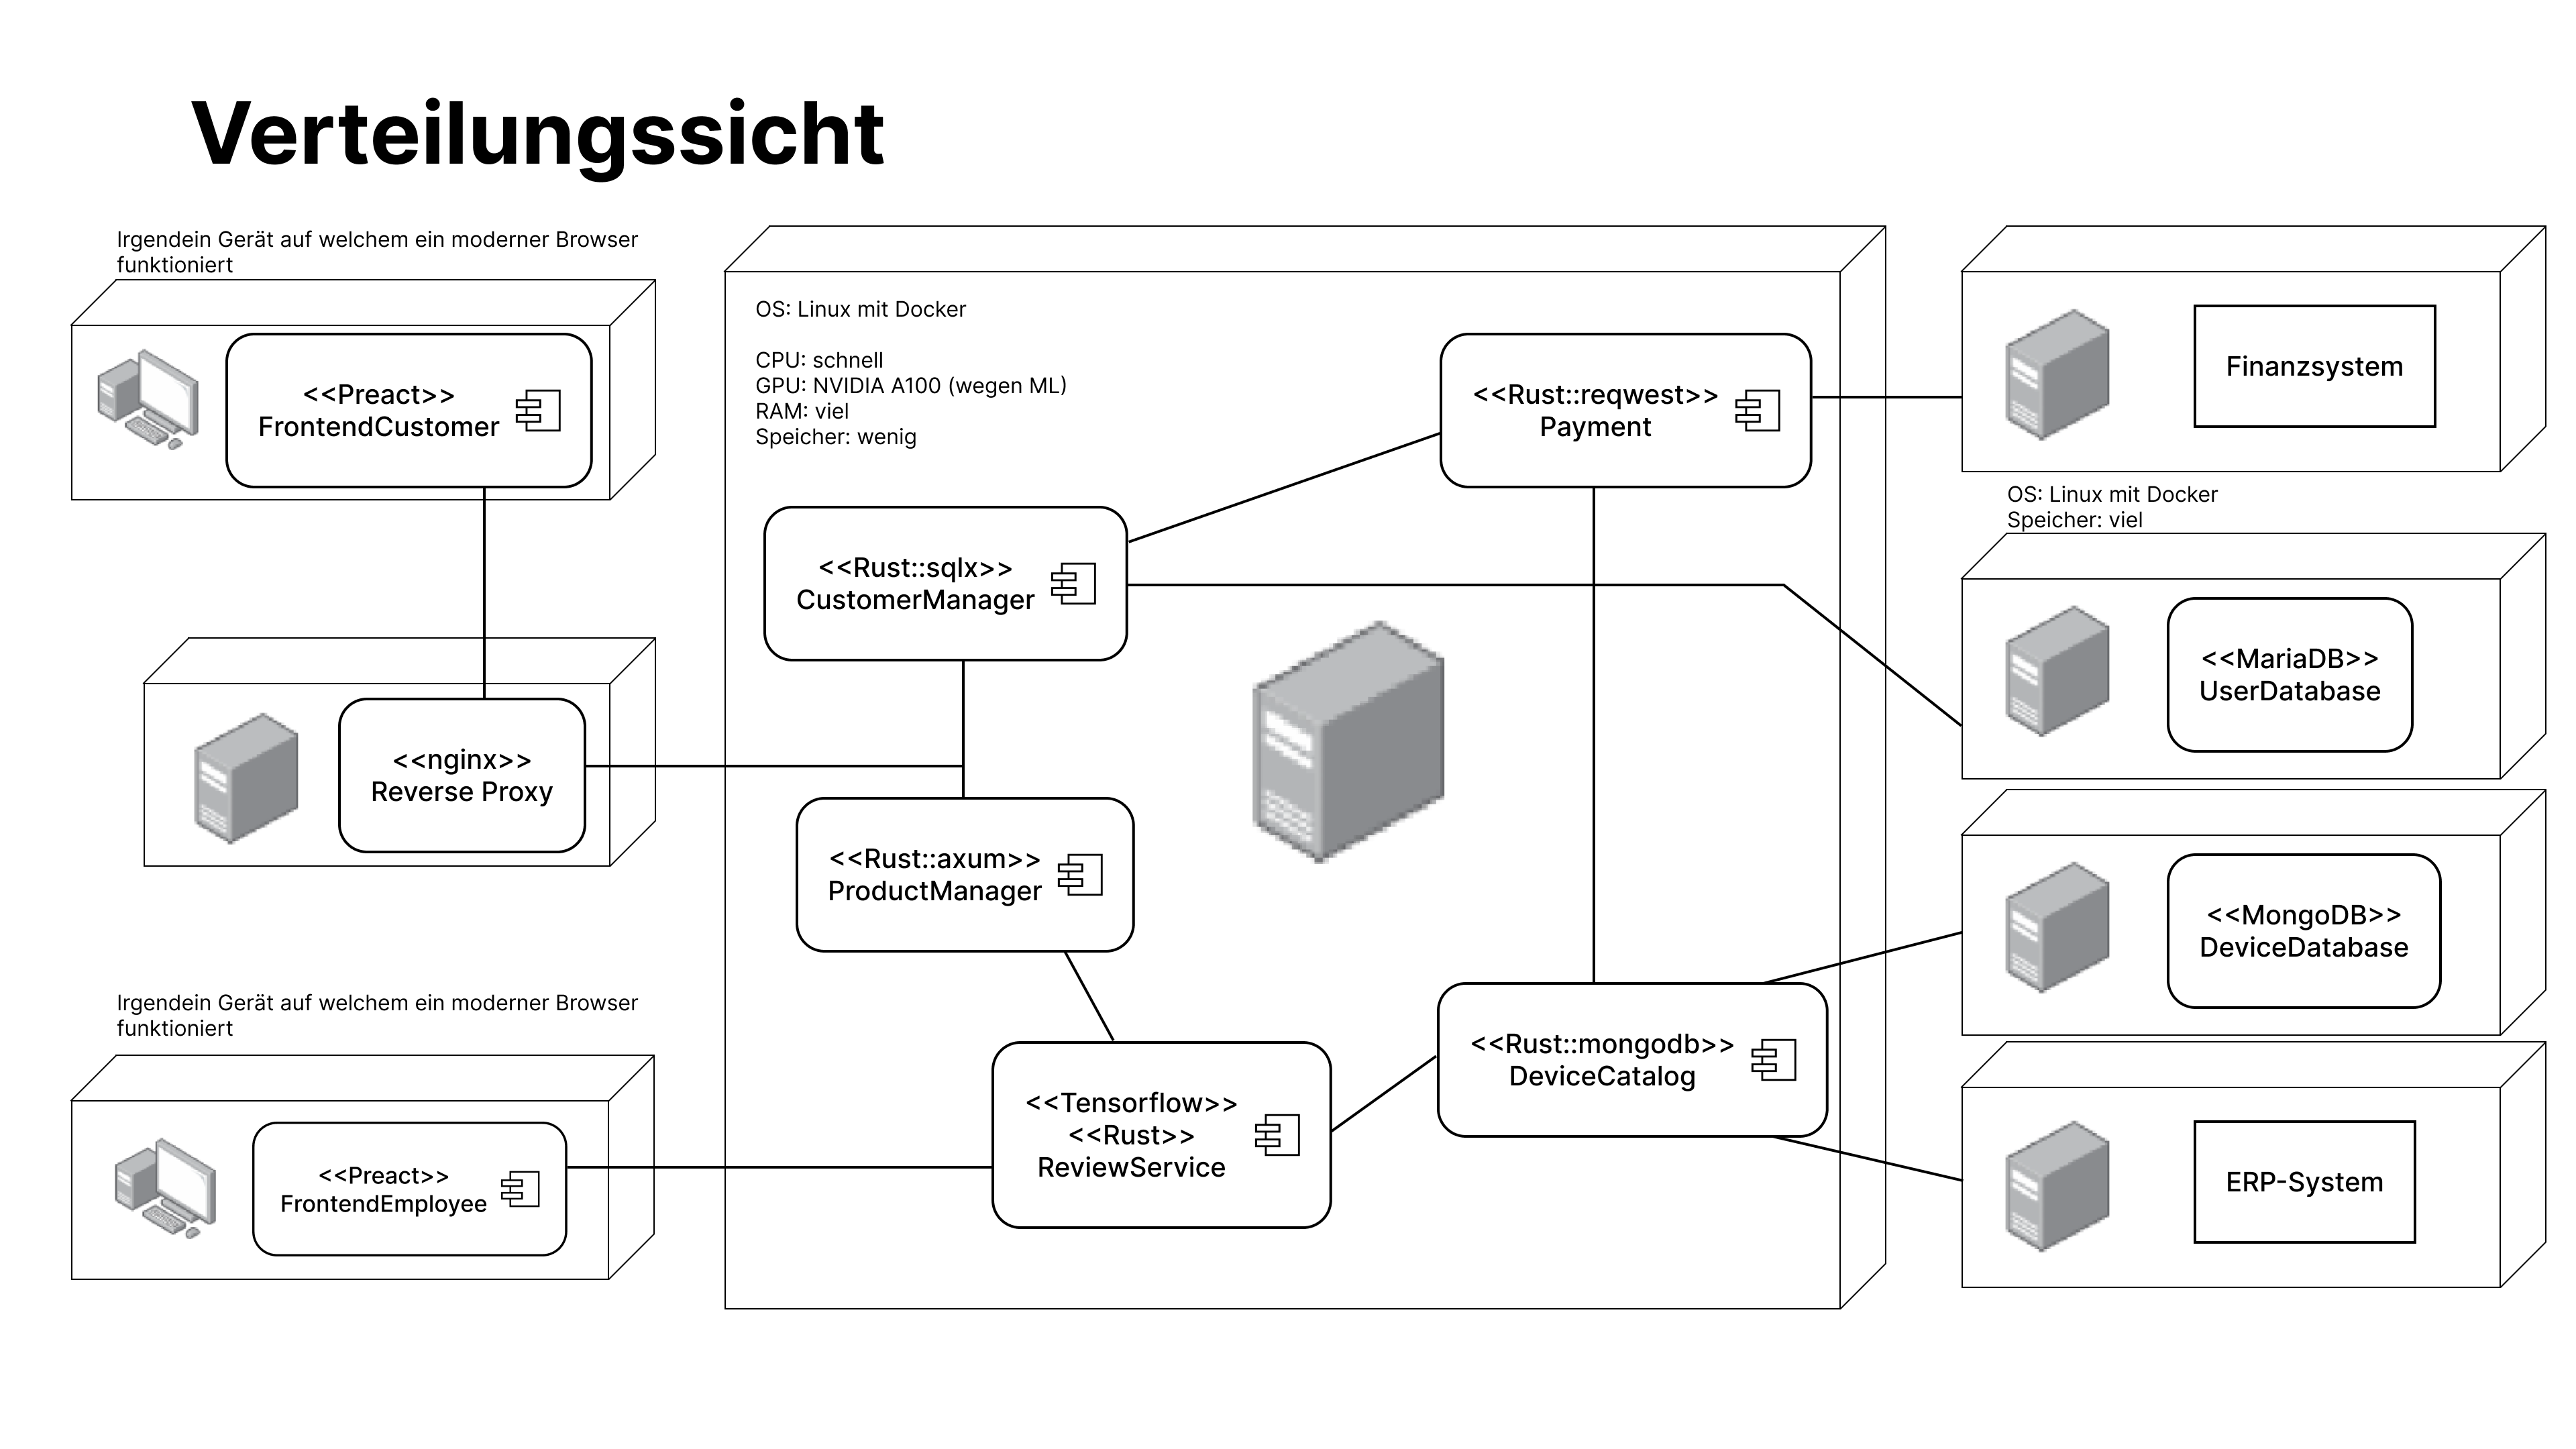 Verteilungssicht
Irgendein Gerät auf welchem ein moderner Browser
funktioniert
<<Preact>>
FrontendCustomer
<<nginx>>
Reverse Proxy
Irgendein Gerät auf welchem ein moderner Browser
funktioniert
<<Preact>>
FrontendEmployee
OS: Linux mit Docker
CPU: schnell
GPU: NVIDIA A100 (wegen ML)
RAM: viel
Speicher: wenig
<<Rust::reqwest>>
Payment
<<Rust::sqlx>>
CustomerManager
<<Rust::axum>>
ProductManager
<<Tensorflow>>
<<Rust>>
ReviewService
<<Rust::mongodb>>
DeviceCatalog
Finanzsystem
OS: Linux mit Docker
Speicher: viel
<<MariaDB>>
UserDatabase
<<MongoDB>>
DeviceDatabase
ERP-System